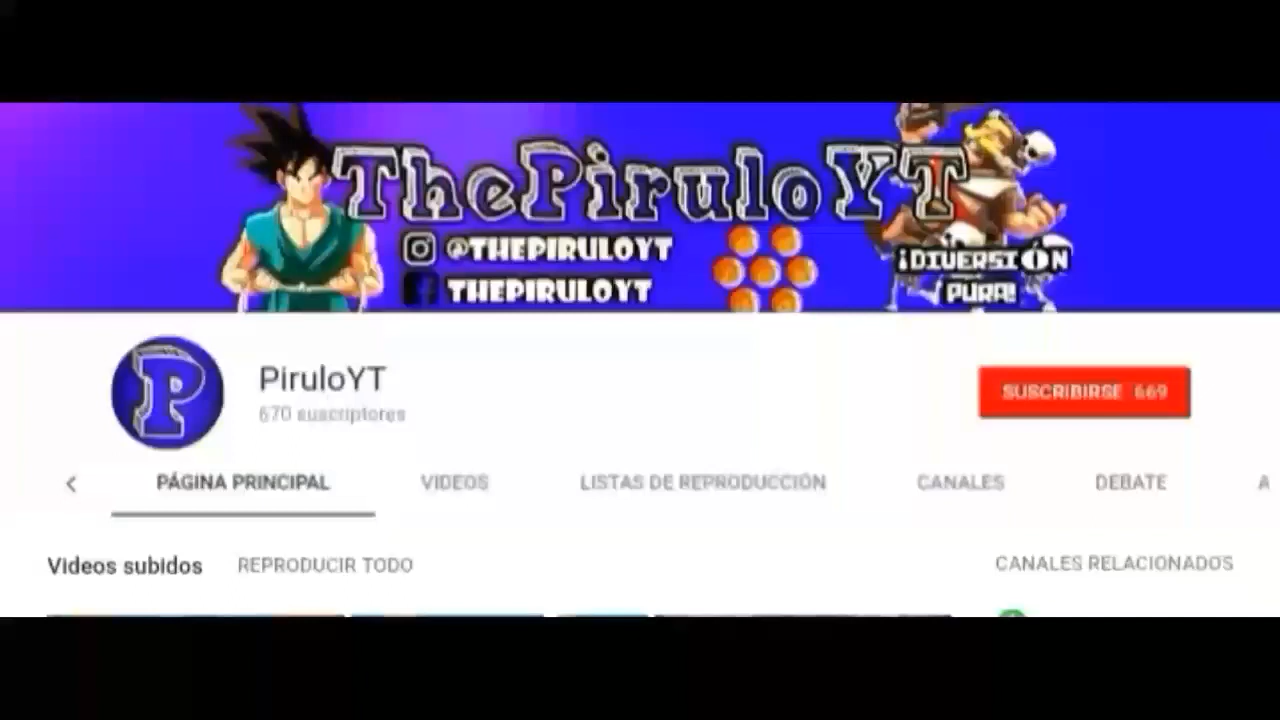 ThePiruloYT
@THEPIRULOYT
THEPIRULOYT
¡DIVERSIÓN
PURA!
P
PiruloYT
670 suscriptores
SUSCRIBIRSE 669
PÁGINA PRINCIPAL VIDEOS LISTAS DE REPRODUCCIÓN CANALES DEBATE A
Videos subidos REPRODUCIR TODO
CANALES RELACIONADOS